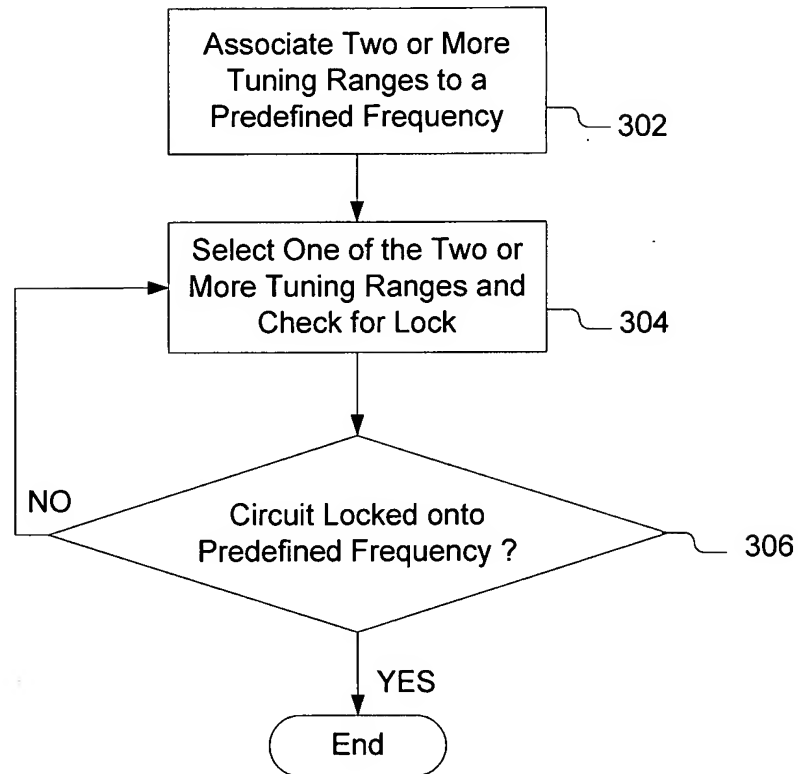 Associate Two or More
Tuning Ranges to a
Predefined Frequency
302
Select One of the Two or
More Tuning Ranges and
Check for Lock
304
NO
Circuit Locked onto
Predefined Frequency ?
306
YES
End